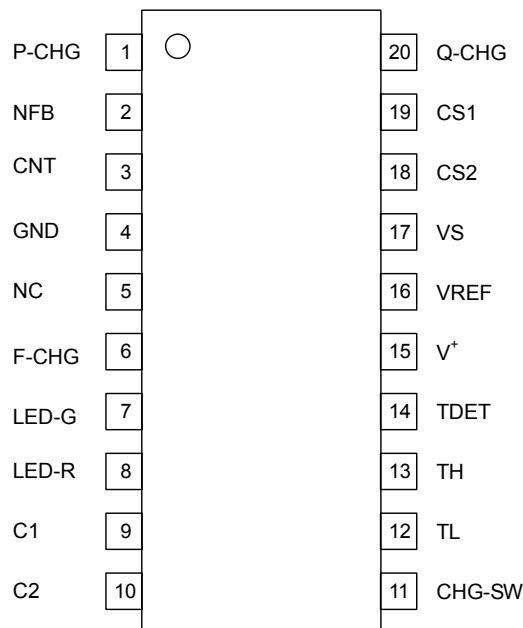 P-CHG 1 20 Q-CHG
NFB 2 19 CS1
CNT 3 18 CS2
GND 4 17 VS
NC 5 16 VREF
F-CHG 6 15 V⁺
LED-G 7 14 TDET
LED-R 8 13 TH
C1 9 12 TL
C2 10 11 CHG-SW